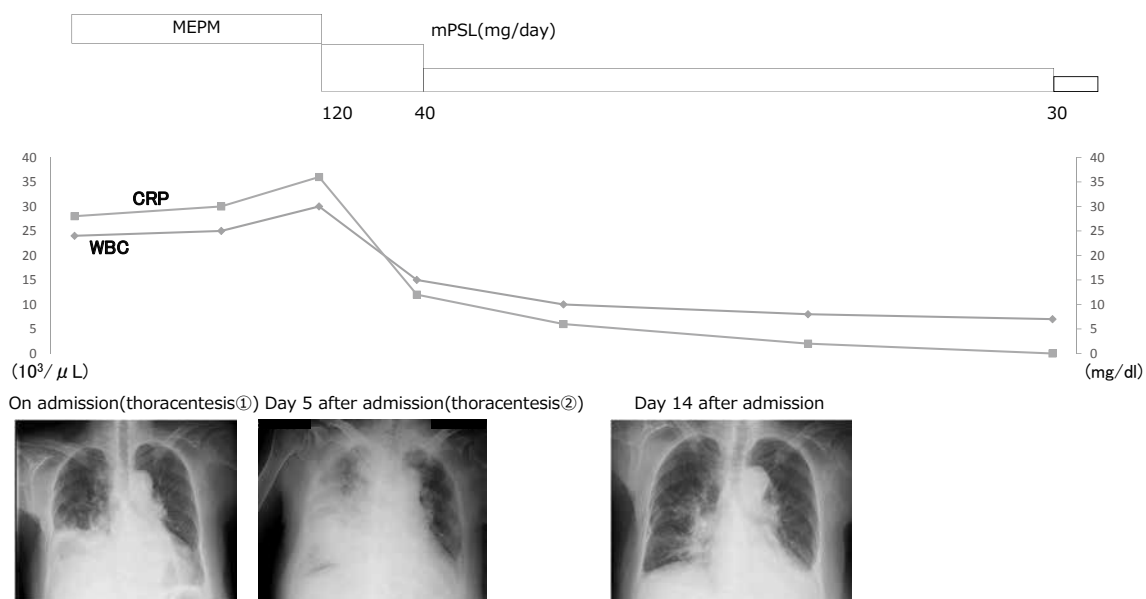 MEPM
mPSL(mg/day)
120 40 30
40 40
35 35
30 30
25 25
20 20
15 15
10 10
5 5
0 0
CRP
WBC
(10³/μL) (mg/dl)
On admission(thoracentesis①) Day 5 after admission(thoracentesis②) Day 14 after admission